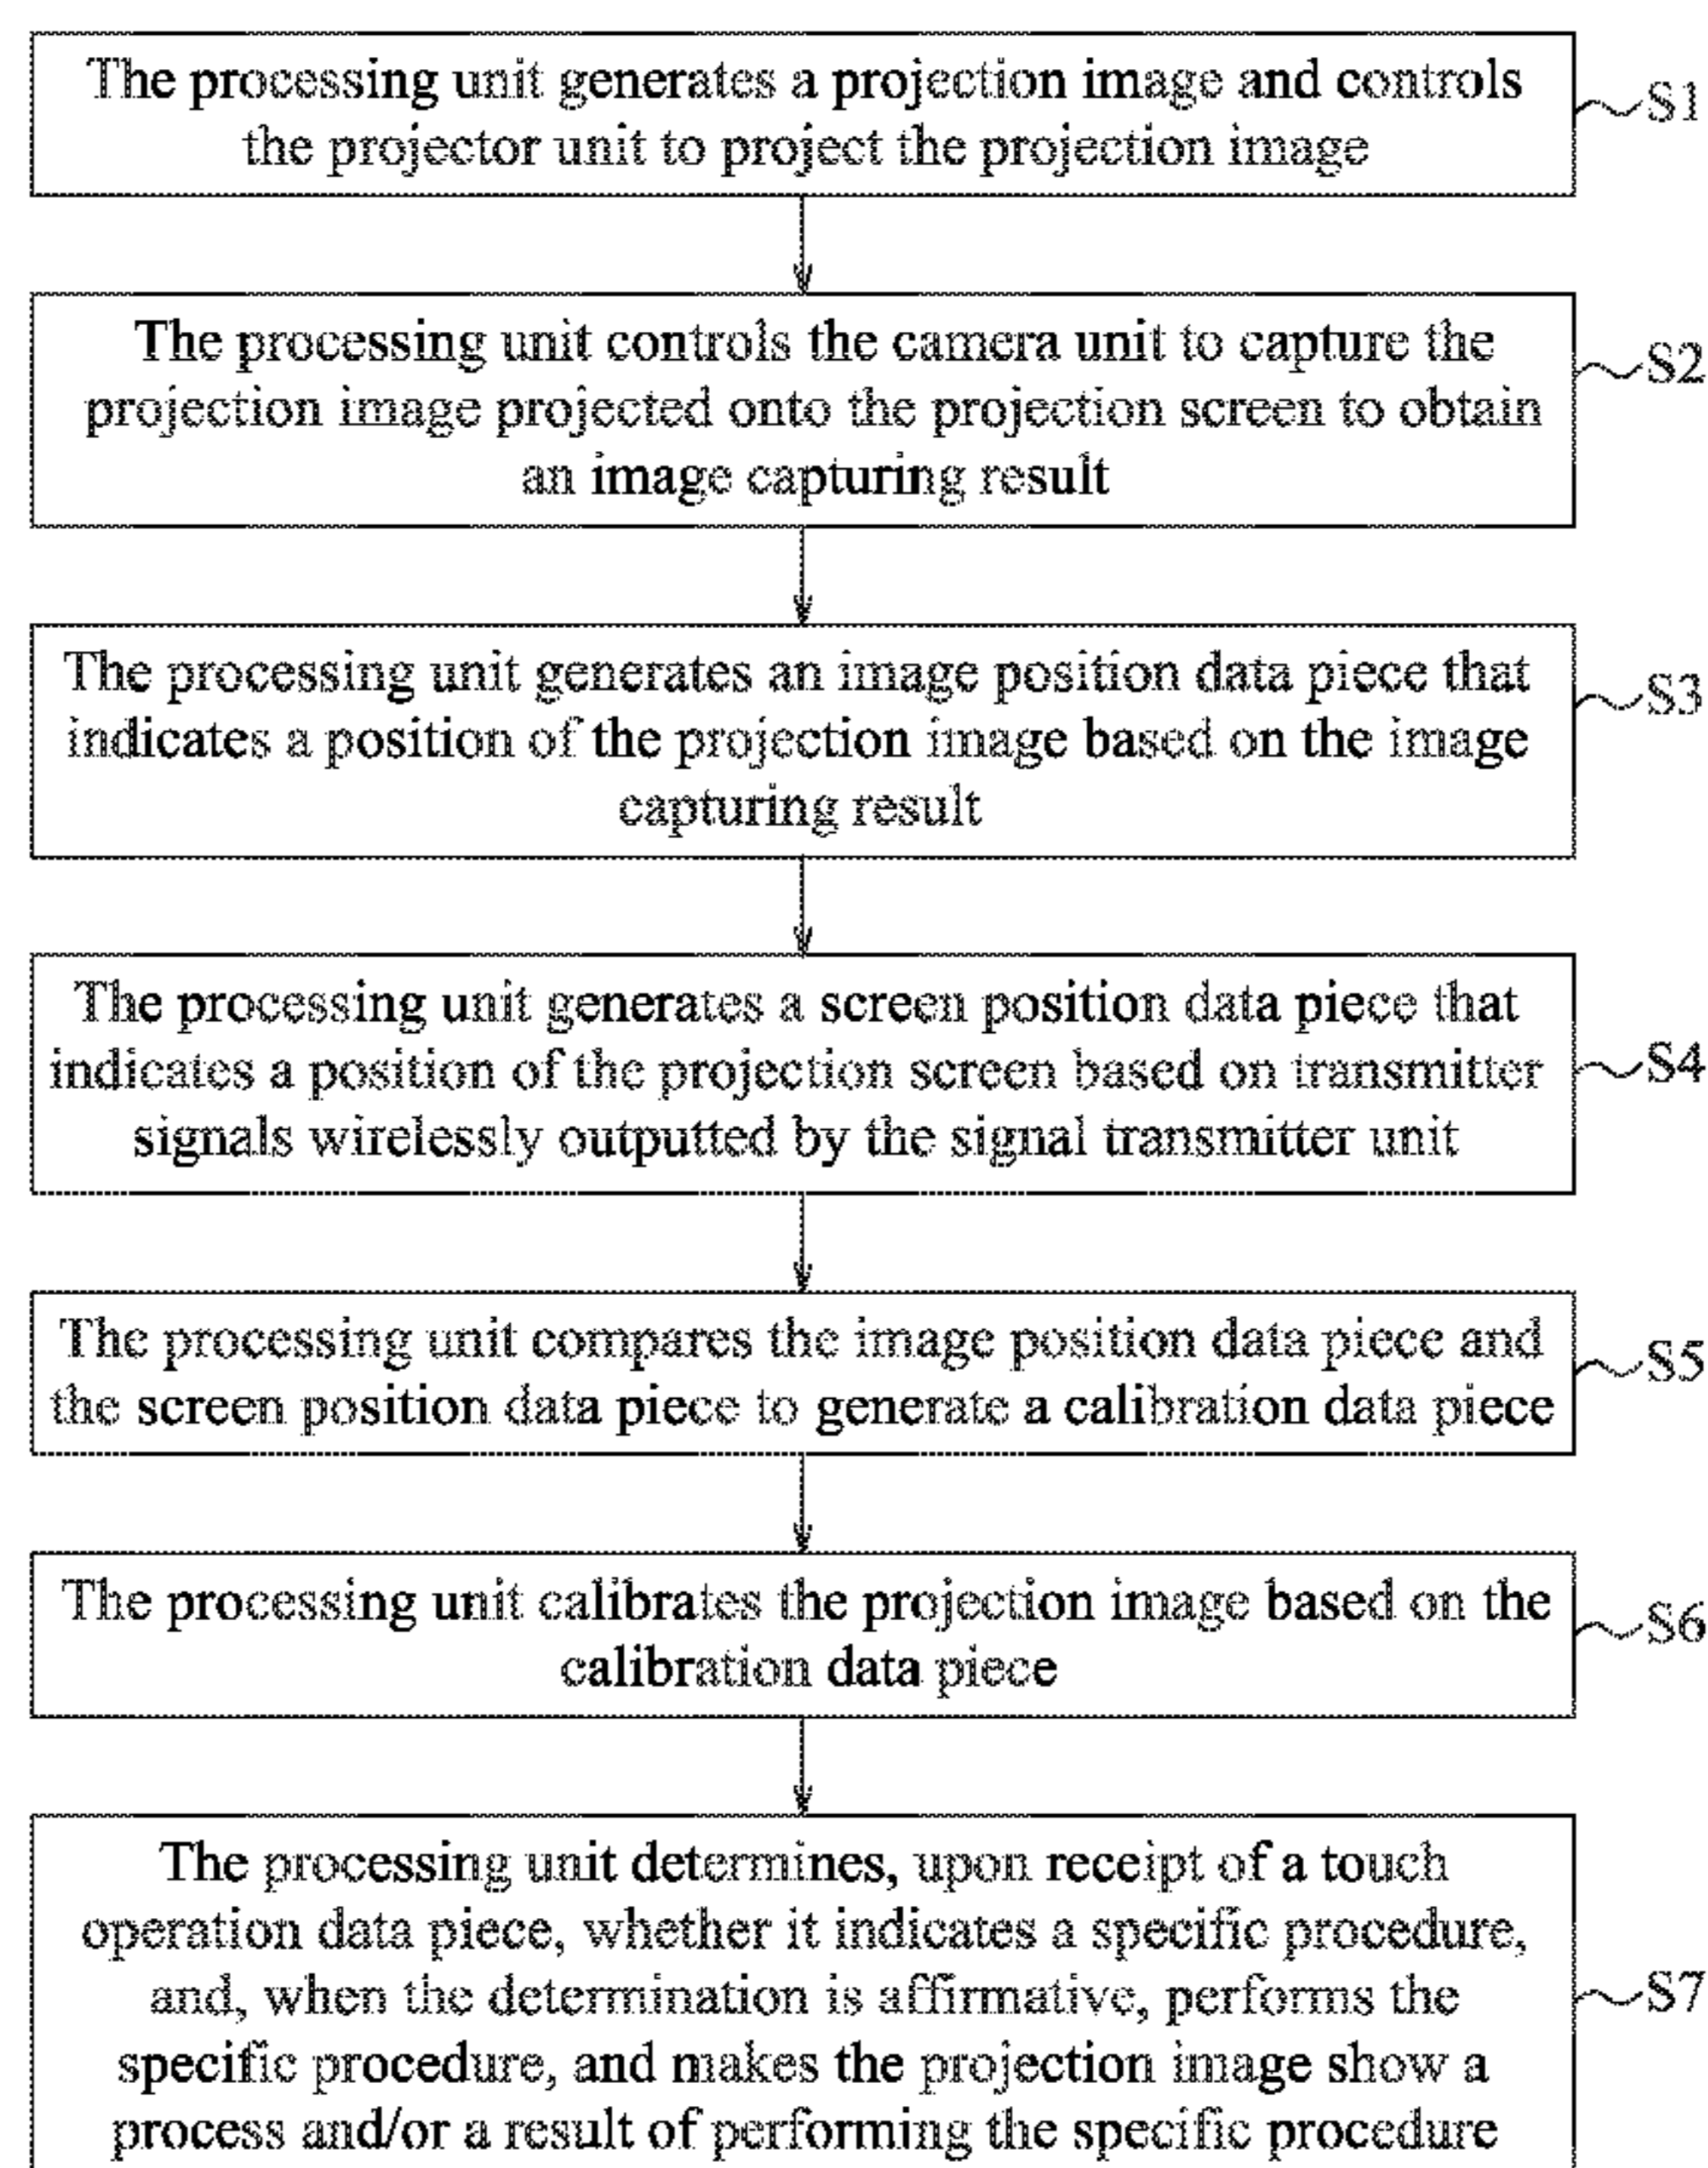 The processing unit generates a projection image and controls
the projector unit to project the projection image
S1
The processing unit controls the camera unit to capture the
projection image projected onto the projection screen to obtain
an image capturing result
S2
The processing unit generates an image position data piece that
indicates a position of the projection image based on the image
capturing result
S3
The processing unit generates a screen position data piece that
indicates a position of the projection screen based on transmitter
signals wirelessly outputted by the signal transmitter unit
S4
The processing unit compares the image position data piece and
the screen position data piece to generate a calibration data piece
S5
The processing unit calibrates the projection image based on the
calibration data piece
S6
The processing unit determines, upon receipt of a touch
operation data piece, whether it indicates a specific procedure,
and, when the determination is affirmative, performs the
specific procedure, and makes the projection image show a
process and/or a result of performing the specific procedure
S7